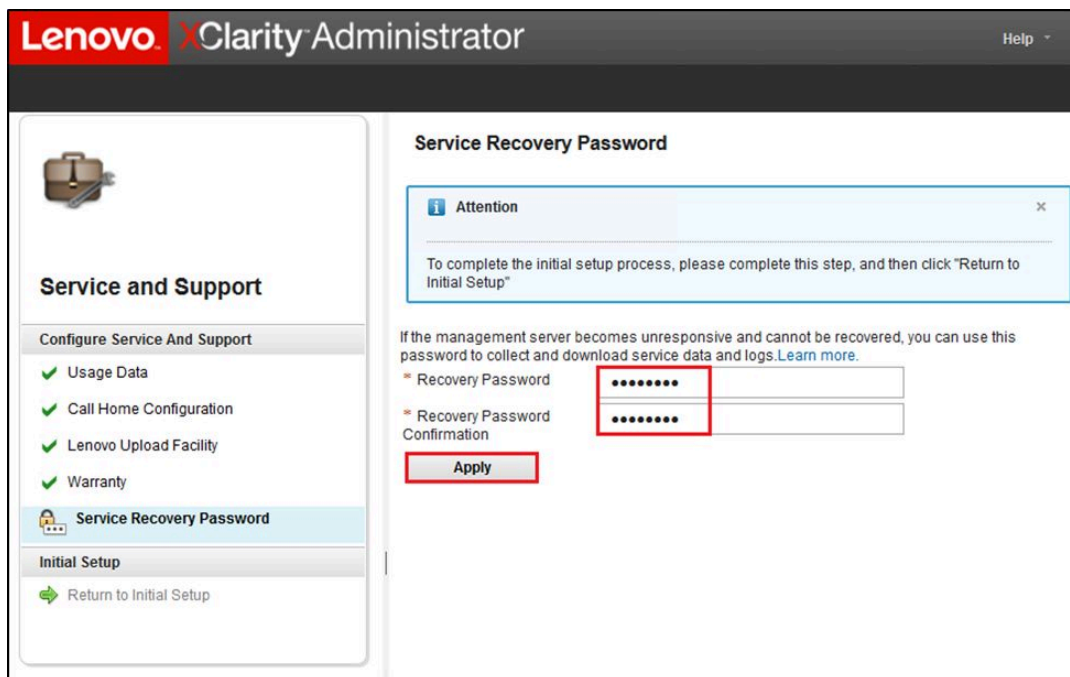 Lenovo. XClarity Administrator
Help
Service and Support
Configure Service And Support
Usage Data
Call Home Configuration
Lenovo Upload Facility
Warranty
Service Recovery Password
Initial Setup
Return to Initial Setup
Service Recovery Password
Attention
To complete the initial setup process, please complete this step, and then click "Return to
Initial Setup"
If the management server becomes unresponsive and cannot be recovered, you can use this
password to collect and download service data and logs.Learn more.
* Recovery Password ••••••••
* Recovery Password
Confirmation ••••••••
Apply